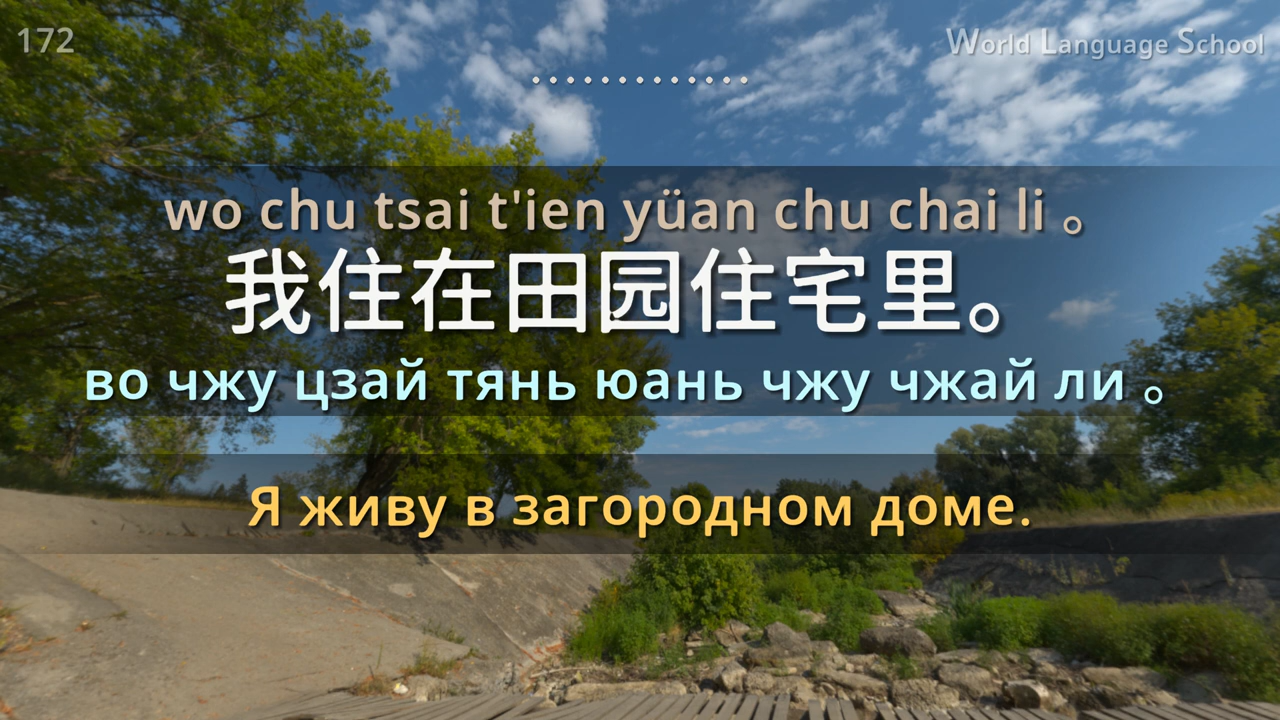 172
World Language School
wo chu tsai t'ien yüan chu chai li 。
我住在田园住宅里。
во чжу цзай тянь юань чжу чжай ли 。
Я живу в загородном доме.